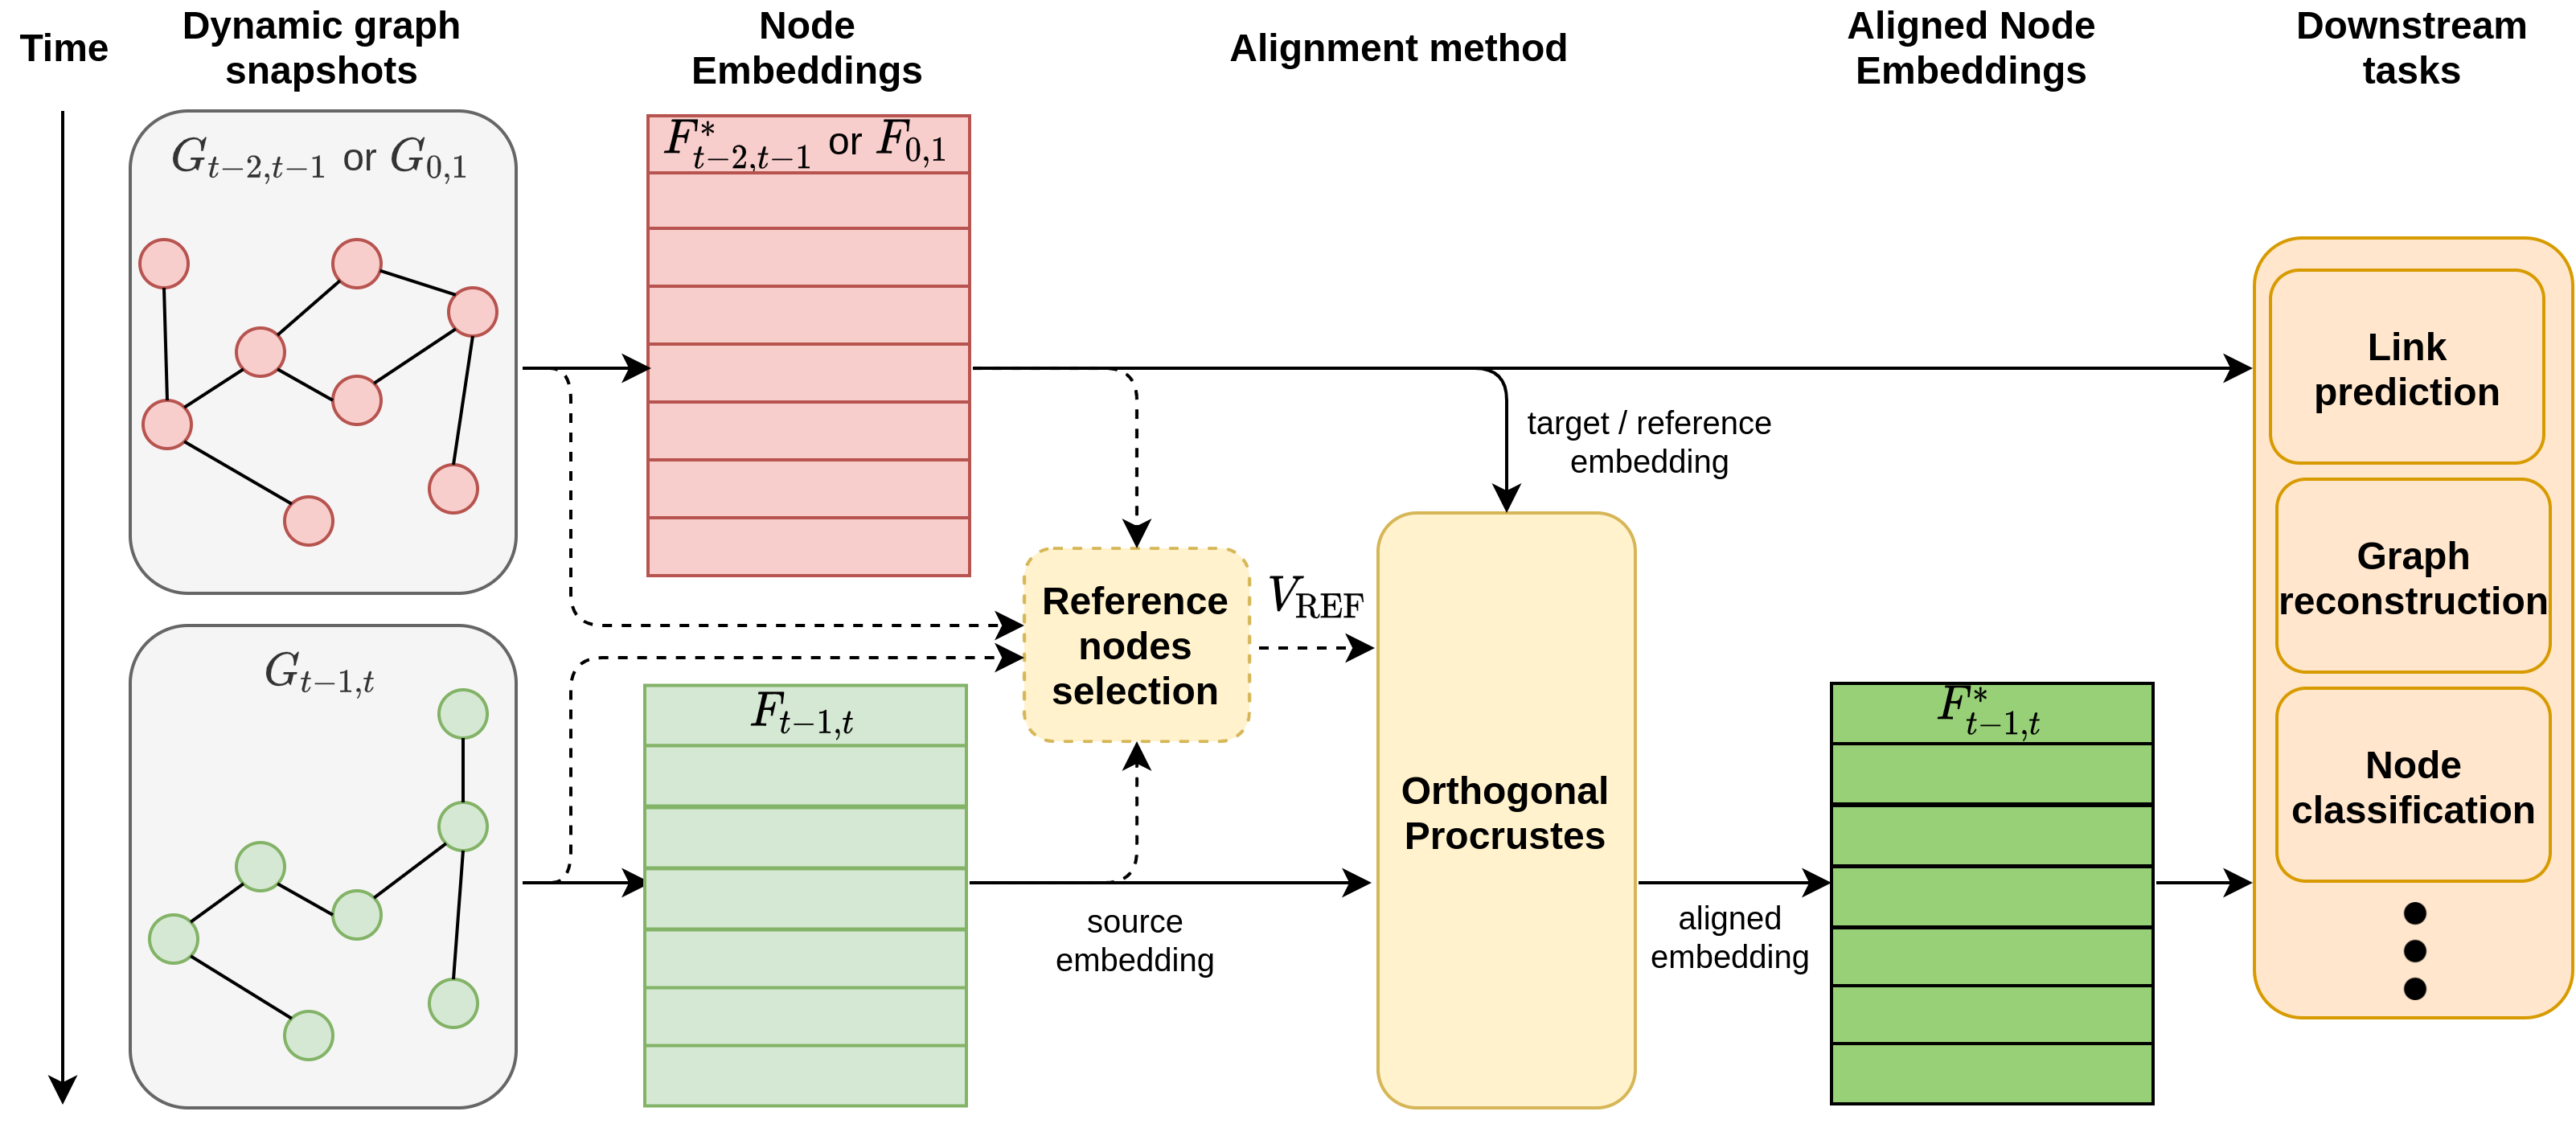 Time
Dynamic graph
snapshots
Node
Embeddings
Alignment method
Aligned Node
Embeddings
Downstream
tasks
$G_{t-2,t-1}$ or $G_{0,1}$
$F^*_{t-2,t-1}$ or $F_{0,1}$
target / reference
embedding
Link
prediction
Graph
reconstruction
Node
classification
Reference
nodes
selection
$V_{\mathrm{REF}}$
$G_{t-1,t}$
$F_{t-1,t}$
source
embedding
Orthogonal
Procrustes
aligned
embedding
$F^*_{t-1,t}$